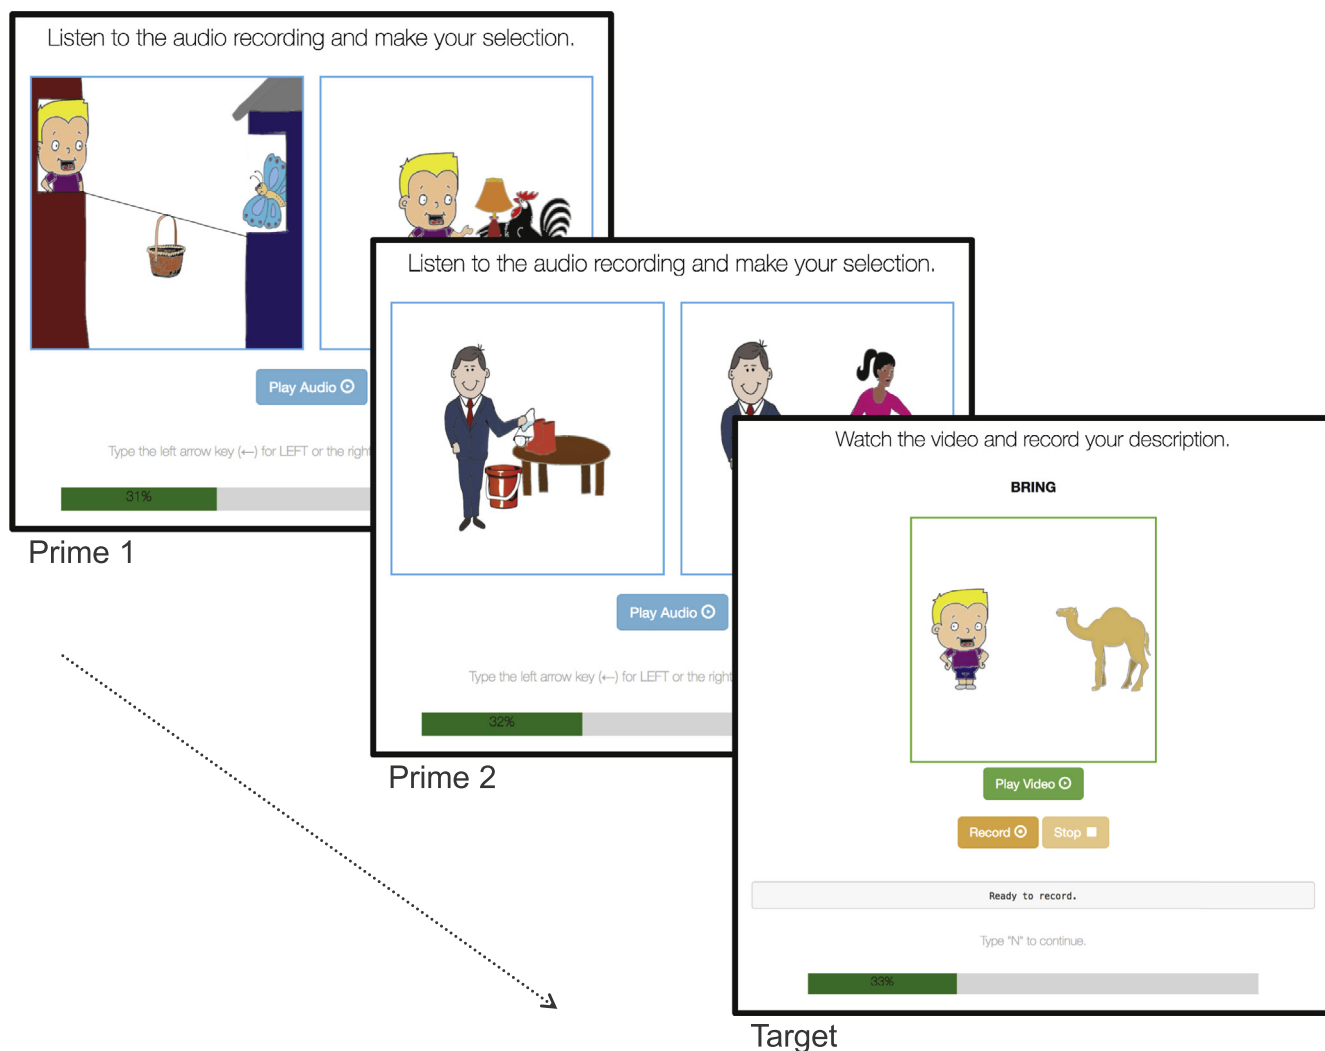 Listen to the audio recording and make your selection.
Play Audio
Type the left arrow key (←) for LEFT or the right
31%
Prime 1
Listen to the audio recording and make your selection.
Play Audio
Type the left arrow key (←) for LEFT or the right
32%
Prime 2
Watch the video and record your description.
BRING
Play Video
Record Stop
Ready to record.
Type "N" to continue.
33%
Target